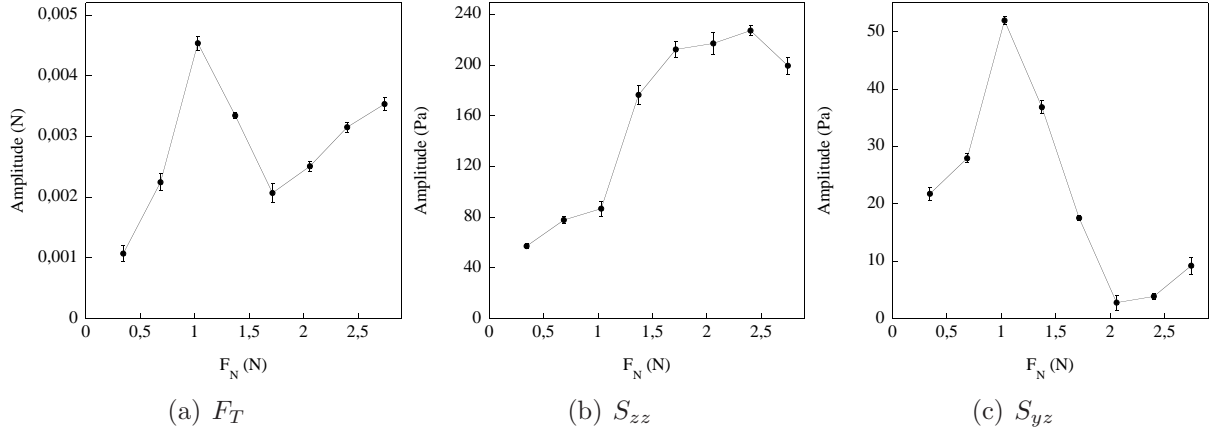 0,005
0,004
0,003
0,002
0,001
0
Amplitude (N)
0 0,5 1 1,5 2 2,5
F_N (N)
(a) F_T
240
200
160
120
80
40
0
Amplitude (Pa)
0 0,5 1 1,5 2 2,5
F_N (N)
(b) S_zz
50
40
30
20
10
0
Amplitude (Pa)
0 0,5 1 1,5 2 2,5
F_N (N)
(c) S_yz